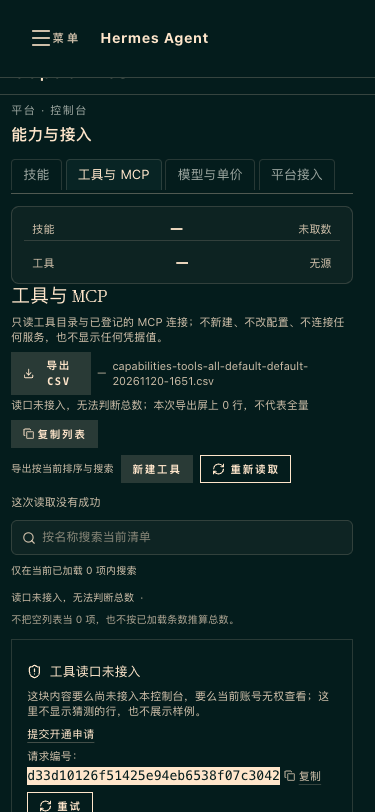 菜单 Hermes Agent
平台 · 控制台
能力与接入
技能 工具与 MCP 模型与单价 平台接入
技能 — 未取数
工具 — 无源
工具与 MCP
只读工具目录与已登记的 MCP 连接；不新建、不改配置、不连接任
何服务，也不显示任何凭据值。
导出 CSV — capabilities-tools-all-default-default-
20261120-1651.csv
读口未接入，无法判断总数；本次导出屏上 0 行，不代表全量
复制列表
导出按当前排序与搜索 新建工具 重新读取
这次读取没有成功
按名称搜索当前清单
仅在当前已加载 0 项内搜索
读口未接入，无法判断总数 ·
不把空列表当 0 项，也不按已加载条数推算总数。
工具读口未接入
这块内容要么尚未接入本控制台，要么当前账号无权查看；这
里不显示猜测的行，也不展示样例。
提交开通申请
请求编号：
d33d10126f51425e94eb6538f07c3042 复制
重试